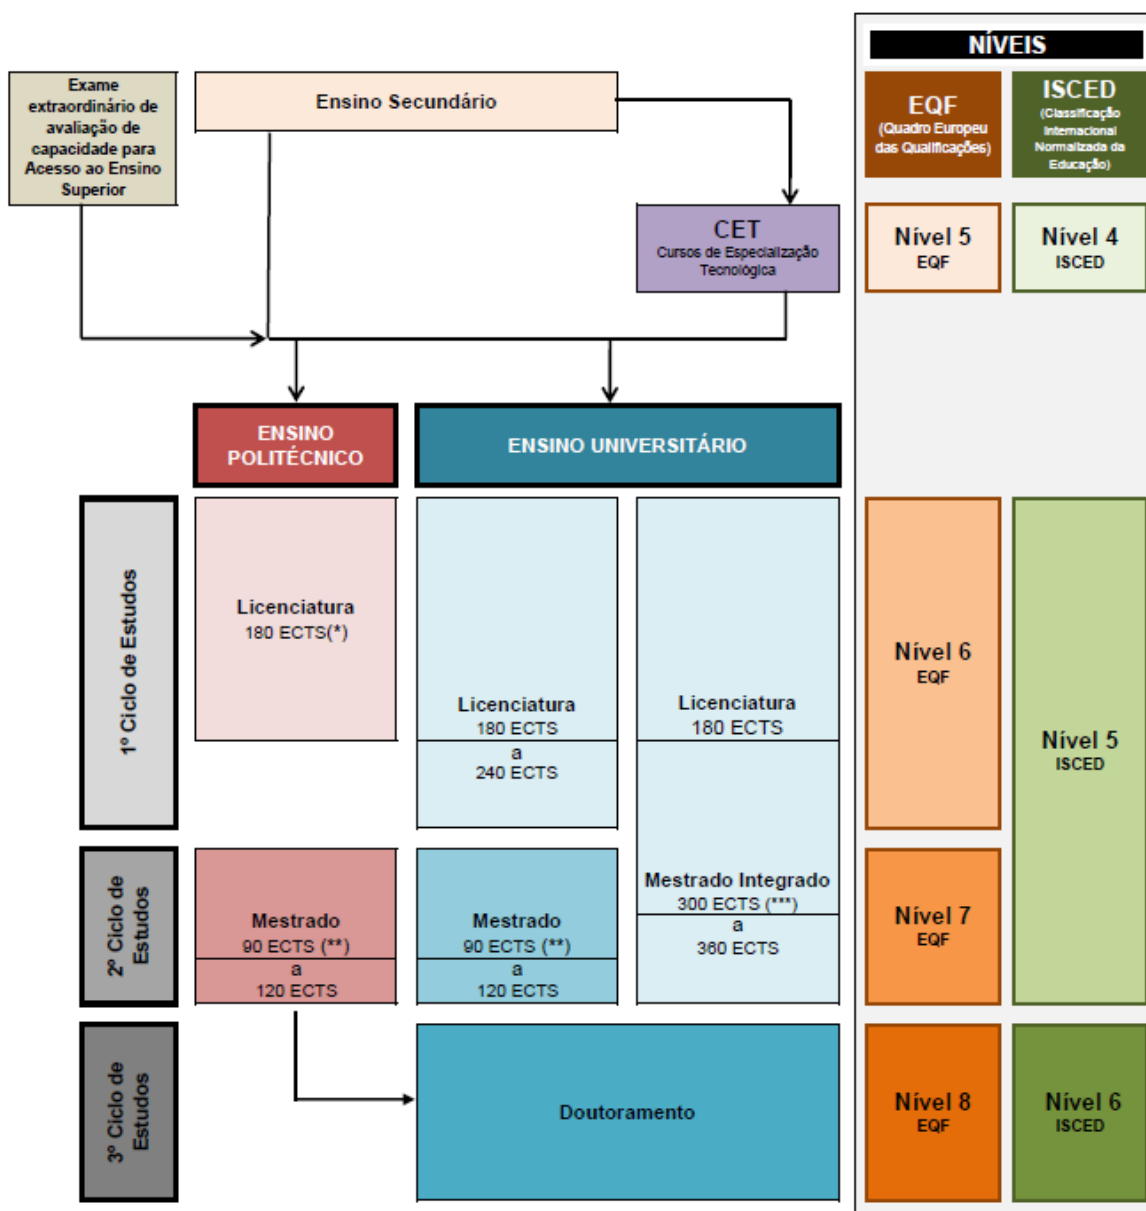 NÍVEIS
Exame
extraordinário de
avaliação de
capacidade para
Acesso ao Ensino
Superior
Ensino Secundário
EQF
(Quadro Europeu
das Qualificações)
ISCED
(Classificação
Internacional
Normalizada da
Educação)
CET
Cursos de Especialização
Tecnológica
Nível 5
EQF
Nível 4
ISCED
ENSINO
POLITÉCNICO
ENSINO UNIVERSITÁRIO
1º Ciclo de Estudos
Licenciatura
180 ECTS(*)
Licenciatura
180 ECTS
a
240 ECTS
Licenciatura
180 ECTS
Nível 6
EQF
Nível 5
ISCED
2º Ciclo de
Estudos
Mestrado
90 ECTS (**)
a
120 ECTS
Mestrado
90 ECTS (**)
a
120 ECTS
Mestrado Integrado
300 ECTS (***)
a
360 ECTS
Nível 7
EQF
3º Ciclo de
Estudos
Doutoramento
Nível 8
EQF
Nível 6
ISCED